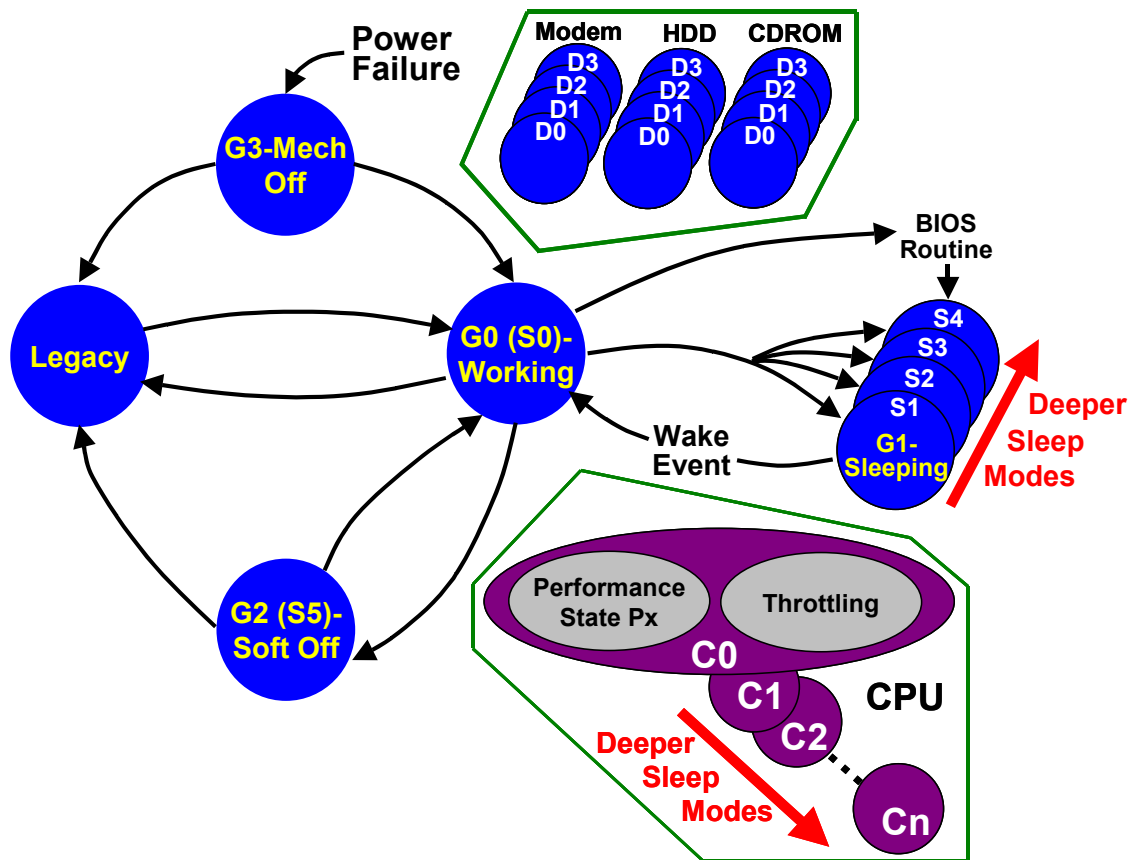 Power
Failure
G3-Mech
Off
Modem
D3
D2
D1
D0
HDD
D3
D2
D1
D0
CDROM
D3
D2
D1
D0
BIOS
Routine
Legacy
G0 (S0)-
Working
S4
S3
S2
S1
G1-
Sleeping
Deeper
Sleep
Modes
Wake
Event
G2 (S5)-
Soft Off
Performance
State Px
Throttling
C0
C1
C2
Cn
CPU
Deeper
Sleep
Modes